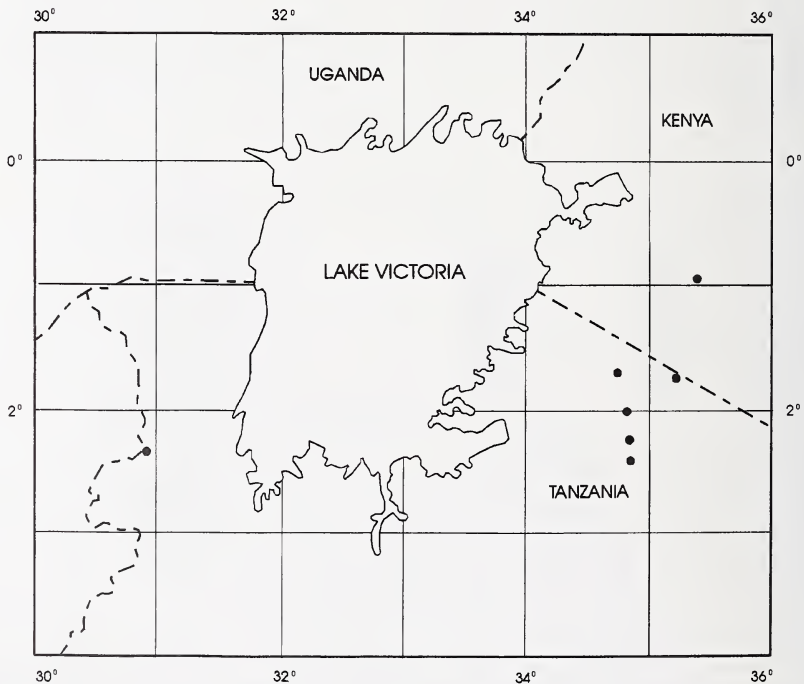 30° 32° 34° 36°
UGANDA
KENYA
0° 0°
LAKE VICTORIA
2° 2°
TANZANIA
30° 32° 34° 36°